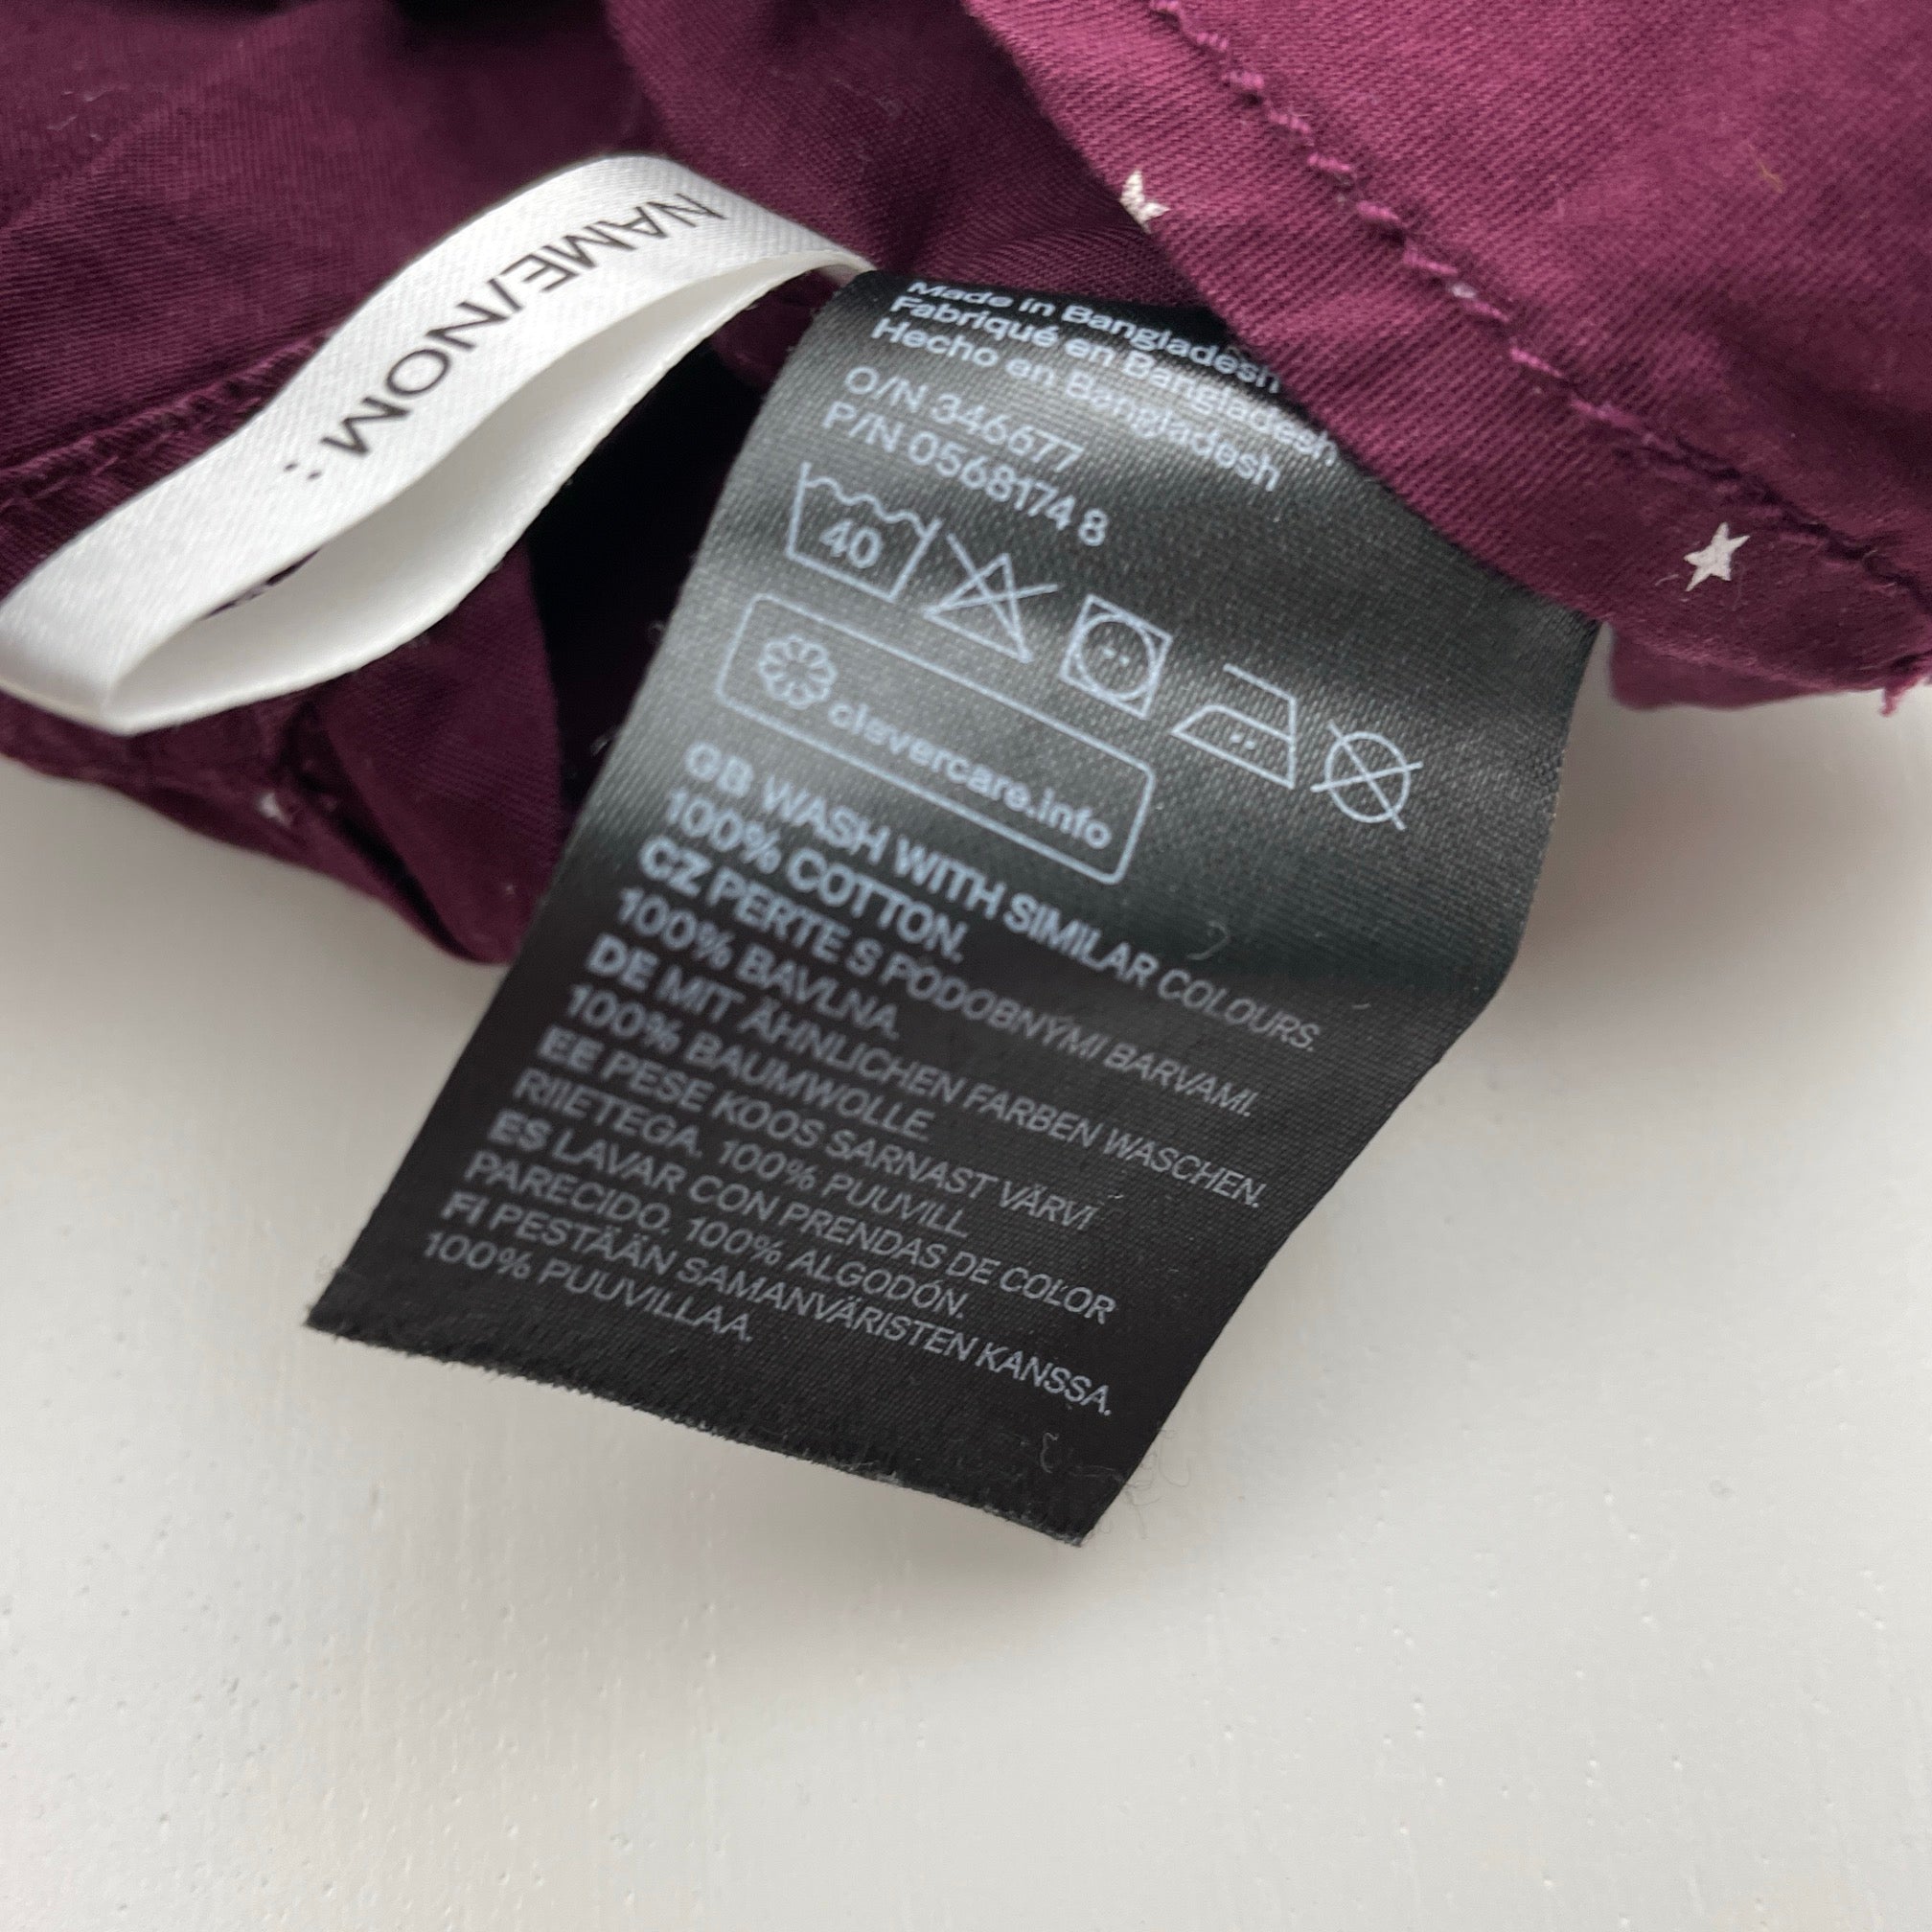 NAME/NOM :
Made in Bangladesh
Fabriqué en Bangladesh
Hecho en Bangladesh
O/N 346677
P/N 0568174 8
40
clevercare.info
GB WASH WITH SIMILAR COLOURS.
100% COTTON.
CZ PERTE S PODOBNÝMI BARVAMI.
100% BAVLNA.
DE MIT ÄHNLICHEN FARBEN WASCHEN.
100% BAUMWOLLE.
EE PESE KOOS SARNAST VÄRVI
RIIETEGA. 100% PUUVILL.
ES LAVAR CON PRENDAS DE COLOR
PARECIDO. 100% ALGODÓN.
FI PESTÄÄN SAMANVÄRISTEN KANSSA.
100% PUUVILLAA.